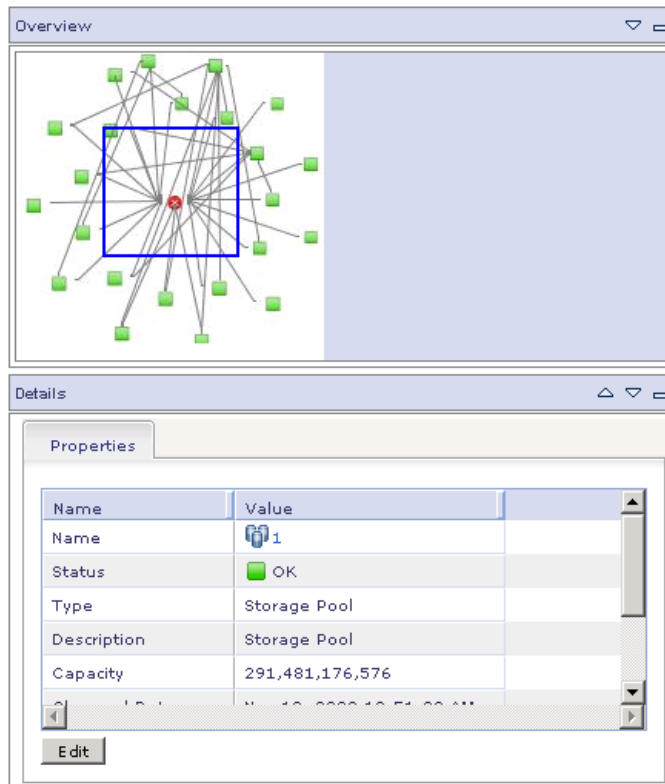 Overview
Details
Properties
Name Value
Name 1
Status OK
Type Storage Pool
Description Storage Pool
Capacity 291,481,176,576
Edit